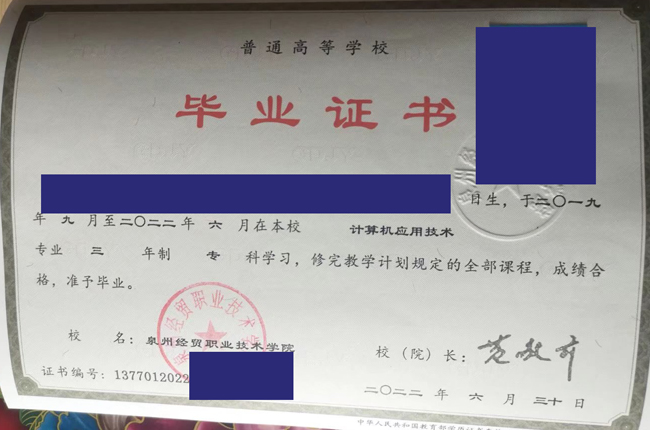 普通高等学校
毕业证书
日生，于二〇一九
年 九 月至二〇二二年 六 月在本校 计算机应用技术
专业 三 年制 专 科学习，修完教学计划规定的全部课程，成绩合
格，准予毕业。
校 名：泉州经贸职业技术学院
校（院）长：
证书编号：1377012022
二〇二二年 六 月 三十日